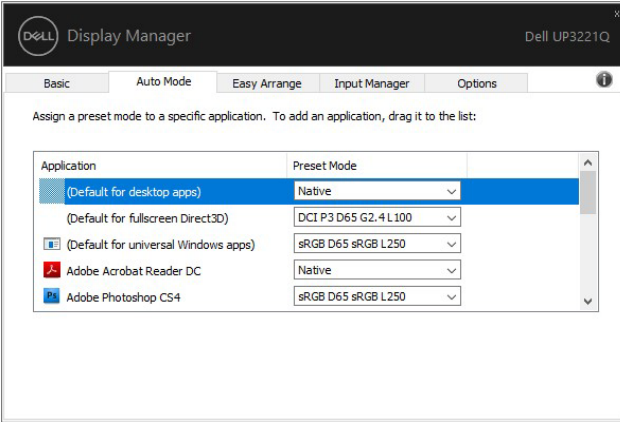 DELL Display Manager
Dell UP3221Q
Basic Auto Mode Easy Arrange Input Manager Options
Assign a preset mode to a specific application. To add an application, drag it to the list:
Application Preset Mode
(Default for desktop apps) Native
(Default for fullscreen Direct3D) DCI P3 D65 G2.4 L100
(Default for universal Windows apps) sRGB D65 sRGB L250
Adobe Acrobat Reader DC Native
Ps Adobe Photoshop CS4 sRGB D65 sRGB L250